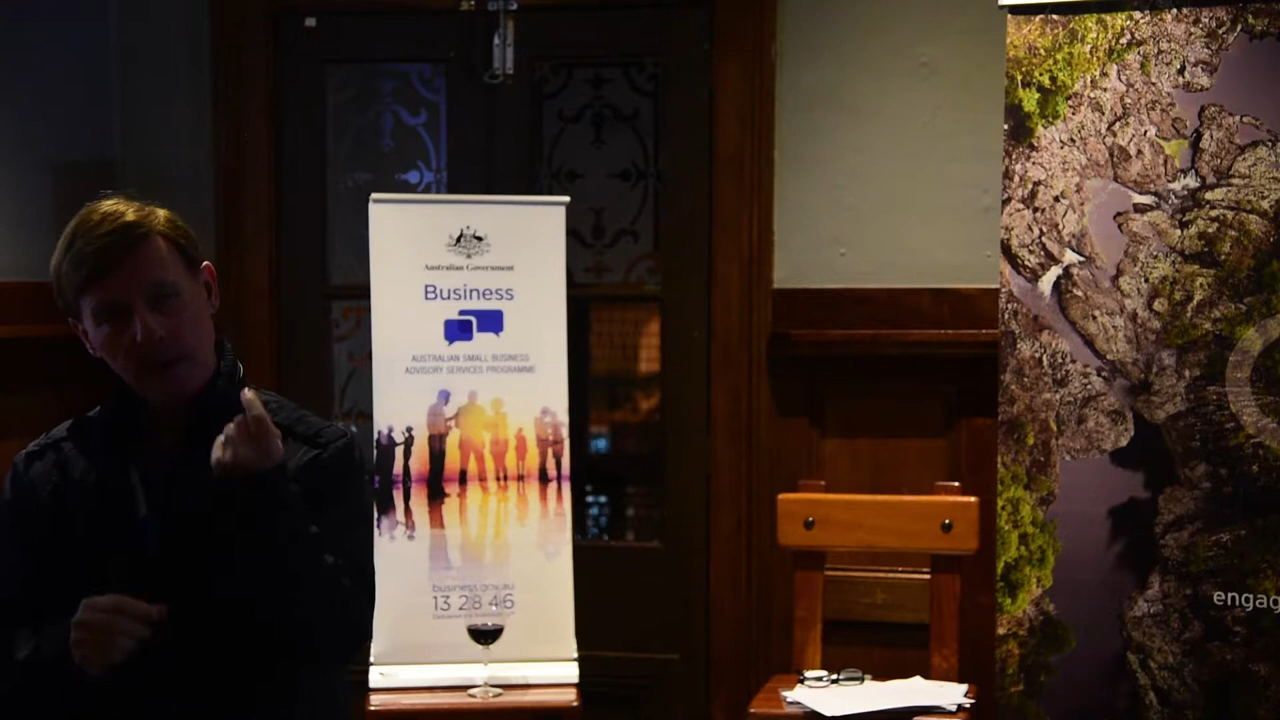 Australian Government
Business
AUSTRALIAN SMALL BUSINESS
ADVISORY SERVICES PROGRAMME
business.gov.au
13 28 46
engag